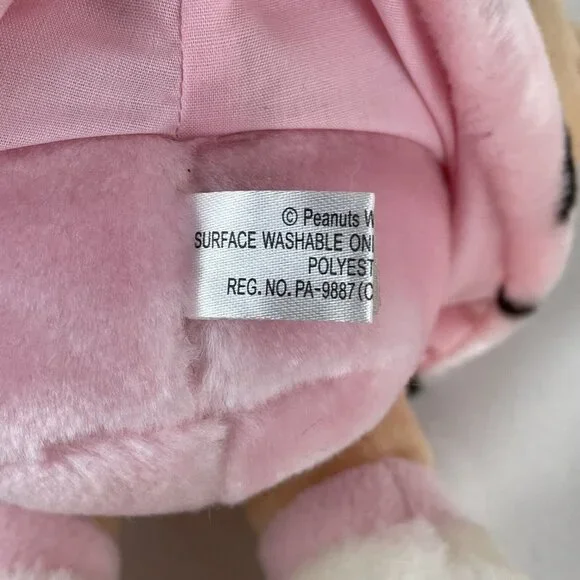 © Peanuts W
SURFACE WASHABLE ON
POLYEST
REG. NO. PA-9887 (C